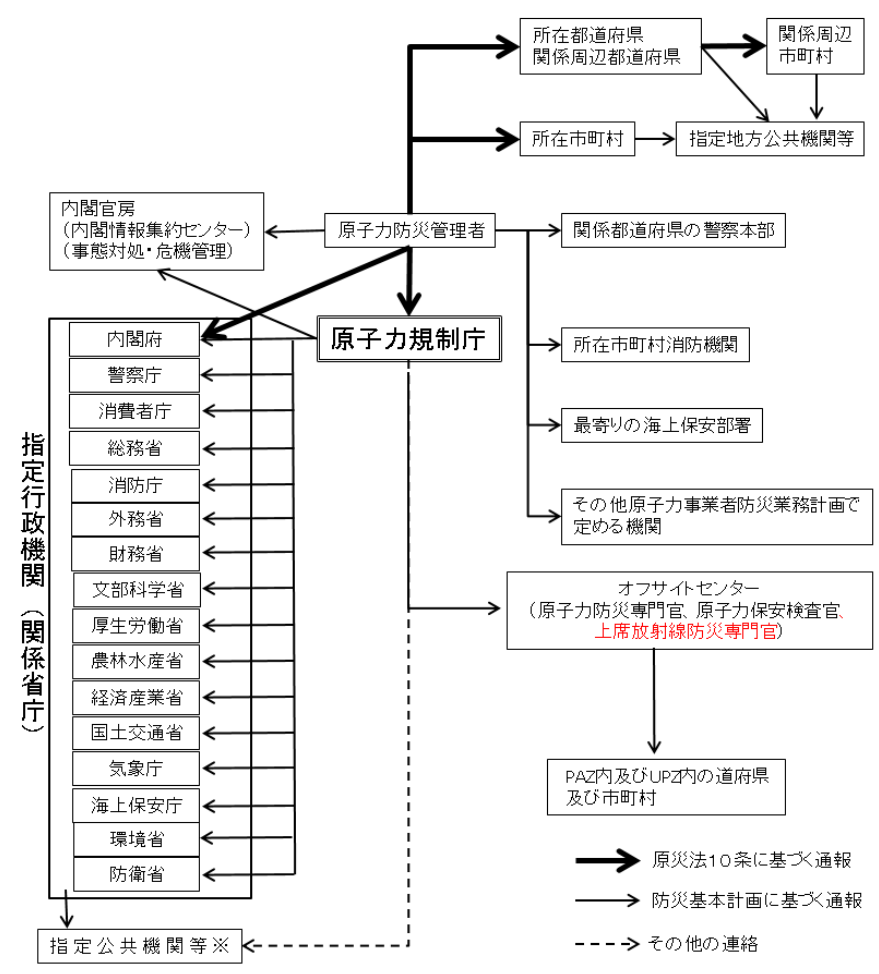 所在都道府県
関係周辺都道府県
関係周辺
市町村
所在市町村
指定地方公共機関等
内閣官房
（内閣情報集約センター）
（事態対処・危機管理）
原子力防災管理者
関係都道府県の警察本部
原子力規制庁
所在市町村消防機関
最寄りの海上保安部署
その他原子力事業者防災業務計画で
定める機関
指定行政機関（関係省庁）
内閣府
警察庁
消費者庁
総務省
消防庁
外務省
財務省
文部科学省
厚生労働省
農林水産省
経済産業省
国土交通省
気象庁
海上保安庁
環境省
防衛省
オフサイトセンター
（原子力防災専門官、原子力保安検査官、
上席放射線防災専門官）
PAZ内及びUPZ内の道府県
及び市町村
指定公共機関等※
原災法１０条に基づく通報
防災基本計画に基づく通報
その他の連絡